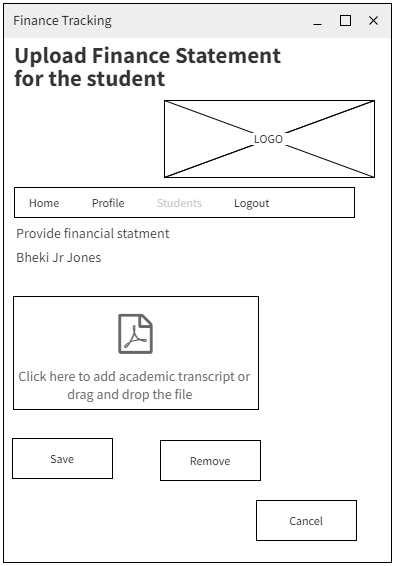 Finance Tracking
Upload Finance Statement
for the student
LOGO
Home Profile Students Logout
Provide financial statment
Bheki Jr Jones
Click here to add academic transcript or
drag and drop the file
Save Remove
Cancel